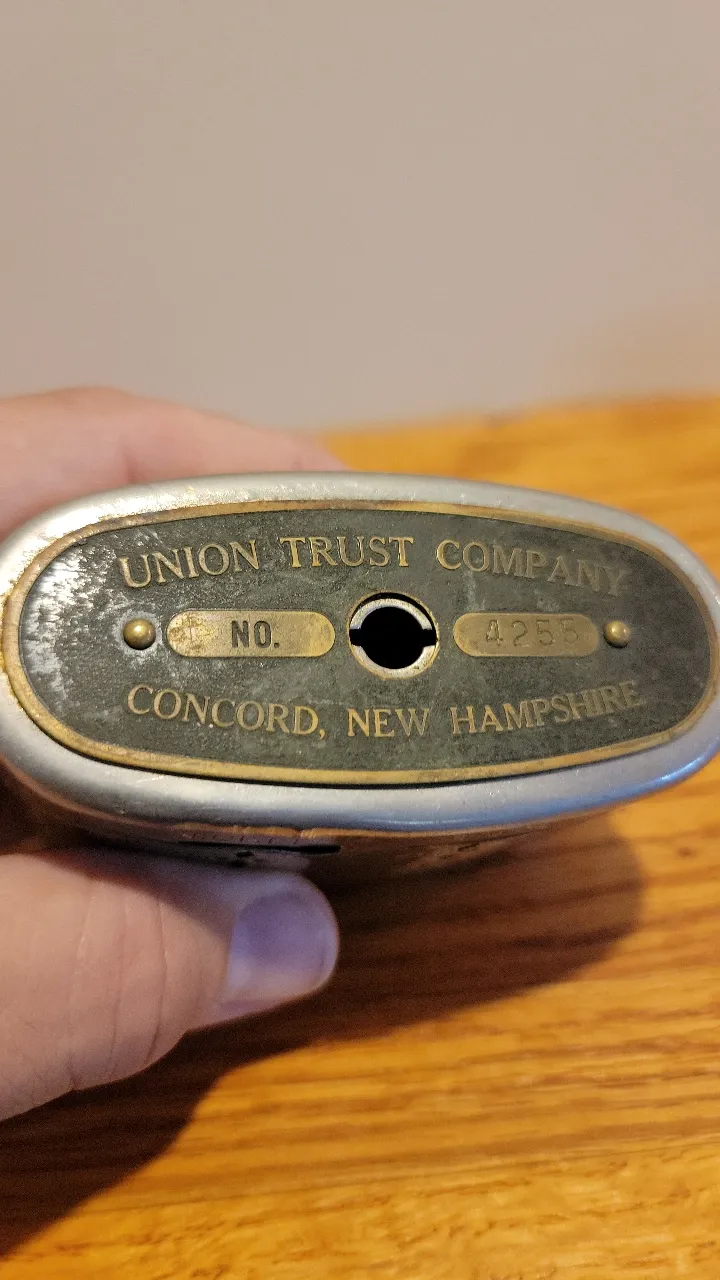 UNION TRUST COMPANY
NO. 4255
CONCORD, NEW HAMPSHIRE